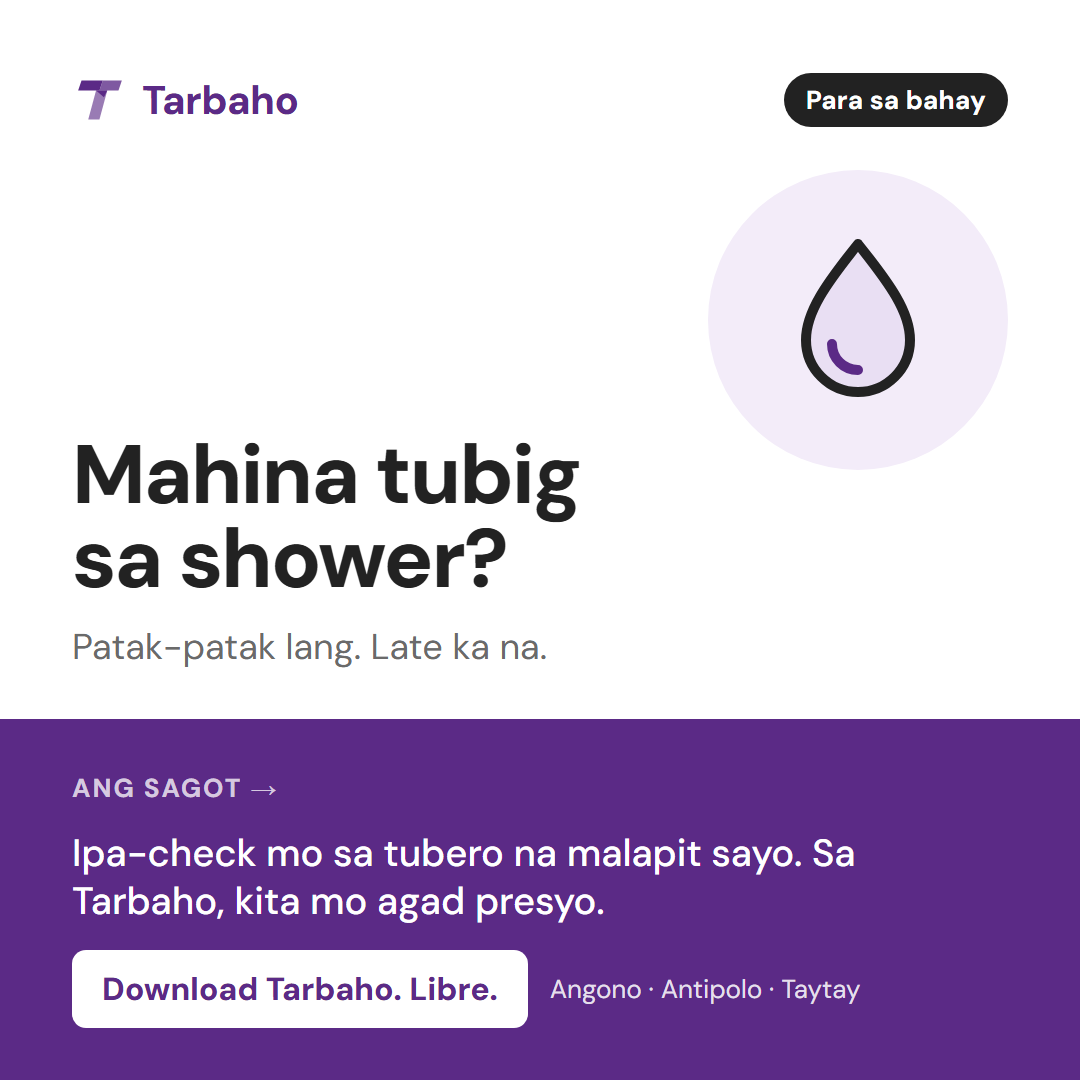 Tarbaho
Para sa bahay
Mahina tubig
sa shower?
Patak-patak lang. Late ka na.
ANG SAGOT →
Ipa-check mo sa tubero na malapit sayo. Sa
Tarbaho, kita mo agad presyo.
Download Tarbaho. Libre.
Angono · Antipolo · Taytay